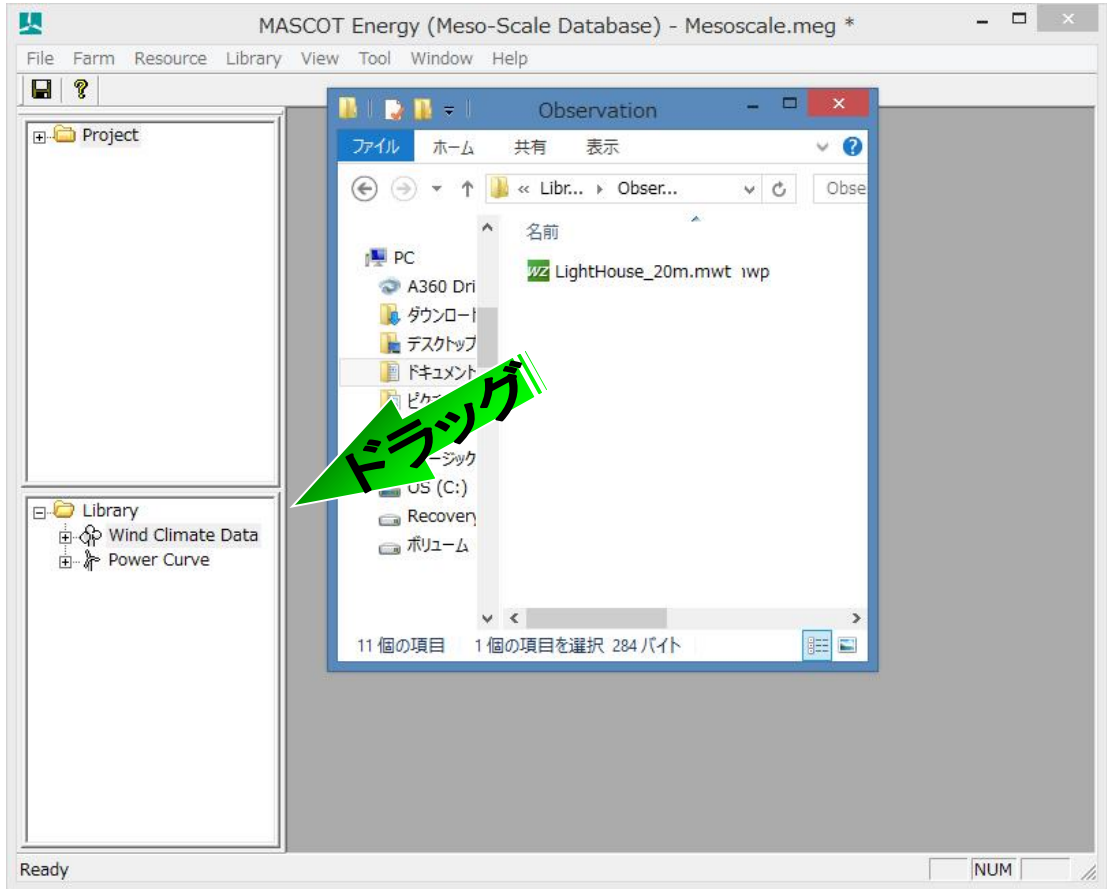 MASCOT Energy (Meso-Scale Database) - Mesoscale.meg *
File Farm Resource Library View Tool Window Help
Project
Library
Wind Climate Data
Power Curve
Observation
ファイル ホーム 共有 表示
« Libr... Obser... Obse
名前
PC
A360 Dri
ダウンロード
デスクトップ
ドキュメント
WZ LightHouse_20m.mwt
ドラッグ
OS (C:)
Recovery
ボリューム
11 個の項目 1 個の項目を選択 284 バイト
Ready NUM